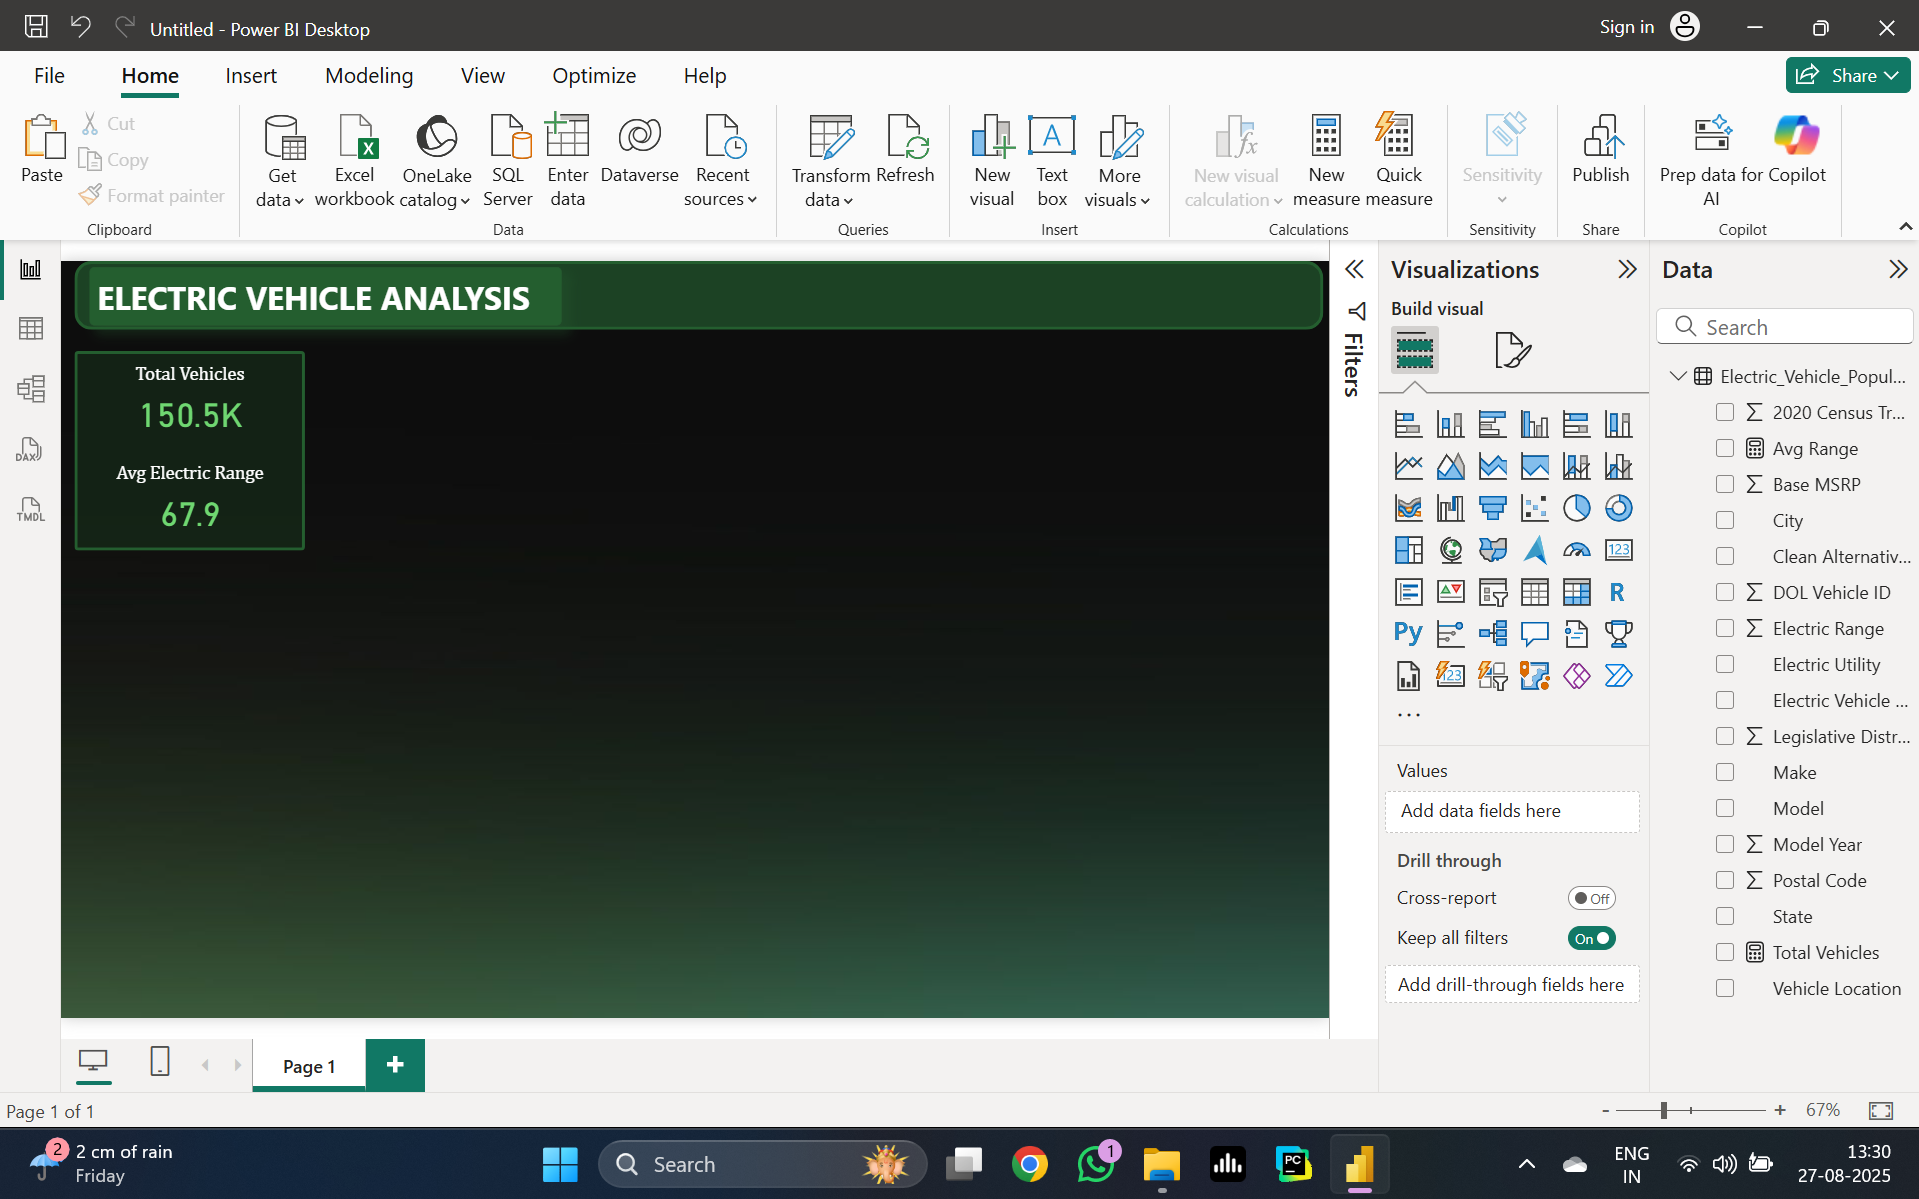 Untitled - Power BI Desktop
Sign in
File Home Insert Modeling View Optimize Help
Share
Paste
Cut
Copy
Format painter
Clipboard
Get data
Excel workbook
OneLake catalog
SQL Server
Enter data
Dataverse
Recent sources
Data
Transform data
Refresh
Queries
New visual
Text box
More visuals
Insert
New visual calculation
New measure
Quick measure
Calculations
Sensitivity
Sensitivity
Publish
Share
Prep data for AI
Copilot
Copilot
DAX
TMDL
ELECTRIC VEHICLE ANALYSIS
Total Vehicles
150.5K
Avg Electric Range
67.9
Filters
Visualizations
Build visual
123
R
Py
123
Values
Add data fields here
Drill through
Cross-report
Off
Keep all filters
On
Add drill-through fields here
Data
Search
Electric_Vehicle_Popul...
2020 Census Tr...
Avg Range
Base MSRP
City
Clean Alternativ...
DOL Vehicle ID
Electric Range
Electric Utility
Electric Vehicle ...
Legislative Distr...
Make
Model
Model Year
Postal Code
State
Total Vehicles
Vehicle Location
Page 1
Page 1 of 1
67%
2
2 cm of rain
Friday
Search
1
PC
ENG
IN
13:30
27-08-2025